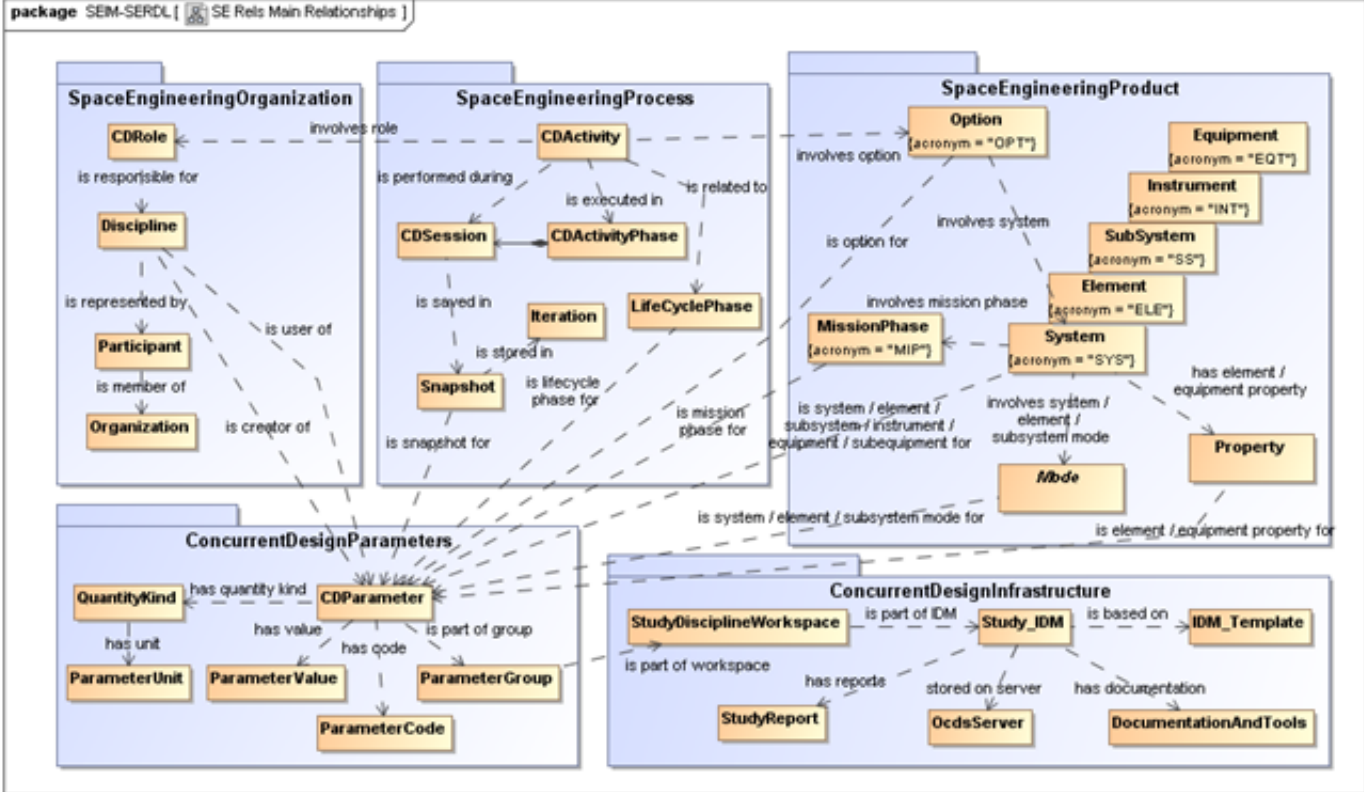 package SEIM-SERDL [ SE Rels Main Relationships ]
SpaceEngineeringOrganization
CDRole
is responsible for
Discipline
is represented by
is user of
Participant
is member of
Organization
is creator of
SpaceEngineeringProcess
involves role
CDActivity
is performed during
is executed in
is related to
CDSession
CDActivityPhase
is saved in
Iteration
LifeCyclePhase
is stored in
Snapshot
is lifecycle
phase for
is snapshot for
SpaceEngineeringProduct
Option
{acronym = "OPT"}
involves option
Equipment
{acronym = "EQT"}
Instrument
{acronym = "INT"}
involves system
is option for
SubSystem
{acronym = "SS"}
Element
{acronym = "ELE"}
involves mission phase
MissionPhase
{acronym = "MIP"}
System
{acronym = "SYS"}
has element /
equipment property
is mission
phase for
is system / element /
subsystem / instrument /
equipment / subequipment for
involves system /
element /
subsystem mode
Property
Mode
is system / element / subsystem mode for
is element / equipment property for
ConcurrentDesignParameters
QuantityKind
has quantity kind
CDParameter
has unit
has value
has code
is part of group
ParameterUnit
ParameterValue
ParameterGroup
is part of workspace
ParameterCode
ConcurrentDesignInfrastructure
StudyDisciplineWorkspace
is part of IDM
Study_IDM
is based on
IDM_Template
has reports
stored on server
has documentation
StudyReport
OcdsServer
DocumentationAndTools